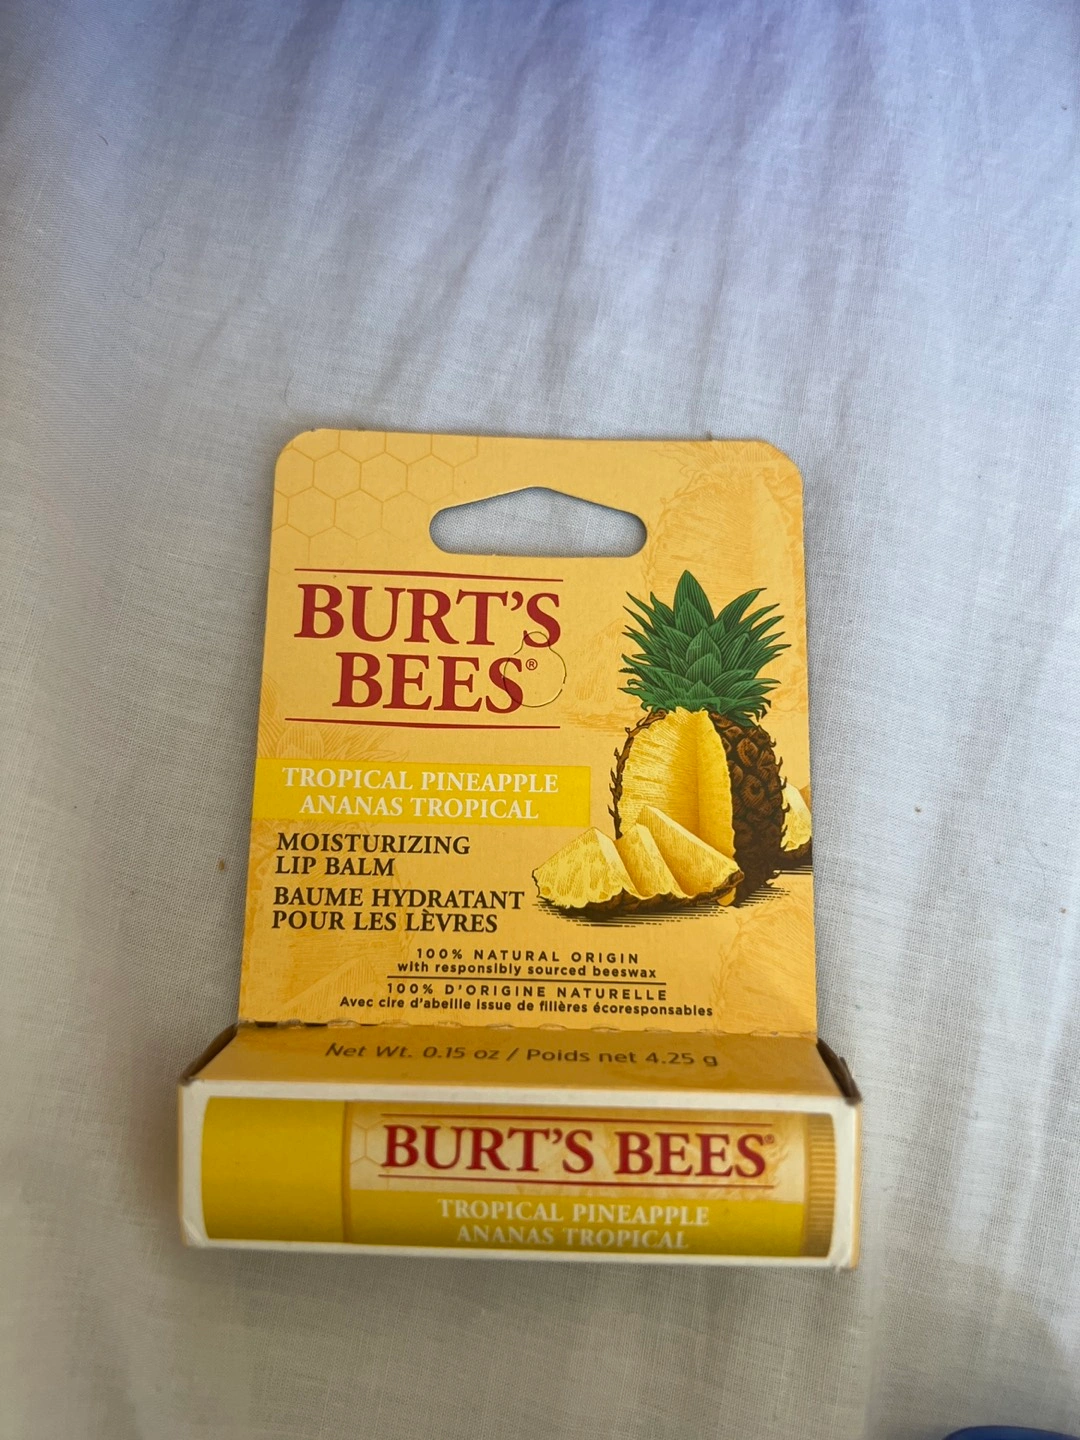 BURT'S
BEES®
TROPICAL PINEAPPLE
ANANAS TROPICAL
MOISTURIZING
LIP BALM
BAUME HYDRATANT
POUR LES LÈVRES
100% NATURAL ORIGIN
with responsibly sourced beeswax
100% D'ORIGINE NATURELLE
Avec cire d'abeille issue de filières écoresponsables
Net Wt. 0.15 oz / Poids net 4.25 g
BURT'S BEES®
TROPICAL PINEAPPLE
ANANAS TROPICAL